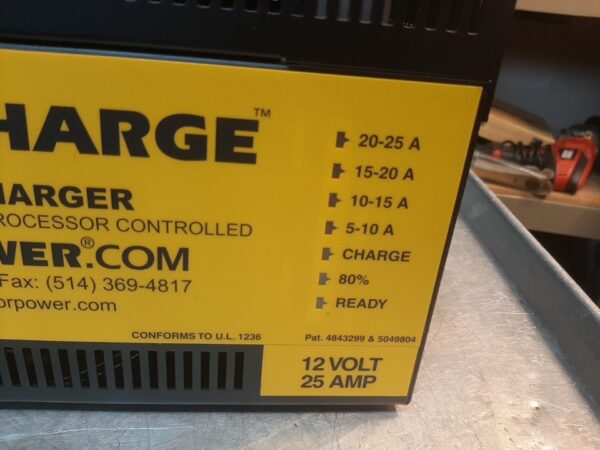 HARGE™
HARGER
ROCESSOR CONTROLLED
WER.®COM
Fax: (514) 369-4817
orpower.com
20-25 A
15-20 A
10-15 A
5-10 A
CHARGE
80%
READY
CONFORMS TO U.L. 1236
Pat. 4843299 & 5049804
12 VOLT
25 AMP